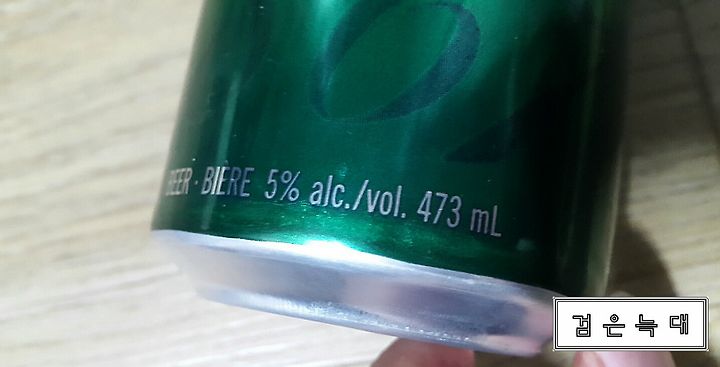 BEER · BIÈRE 5% alc./vol. 473 mL
검은늑대